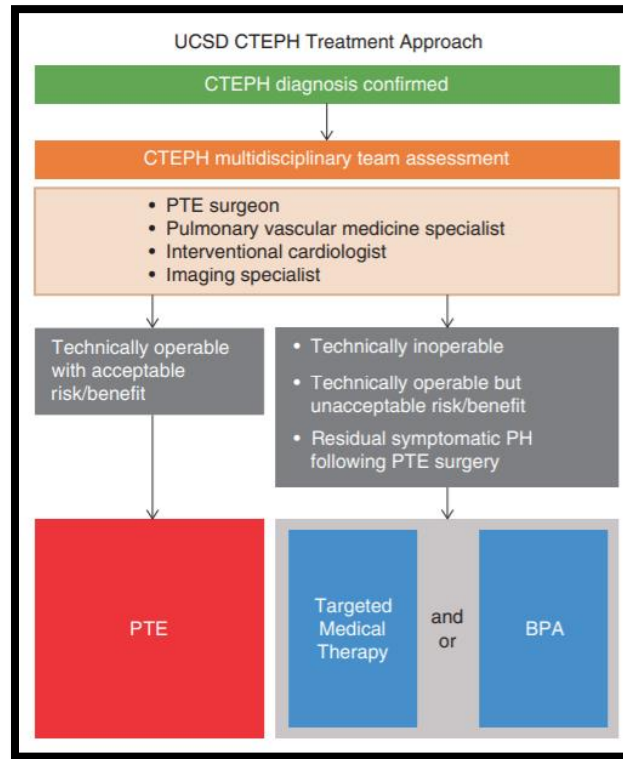 UCSD CTEPH Treatment Approach
CTEPH diagnosis confirmed
CTEPH multidisciplinary team assessment
• PTE surgeon
• Pulmonary vascular medicine specialist
• Interventional cardiologist
• Imaging specialist
Technically operable
with acceptable
risk/benefit
• Technically inoperable
• Technically operable but
unacceptable risk/benefit
• Residual symptomatic PH
following PTE surgery
PTE
Targeted
Medical
Therapy
and
or
BPA